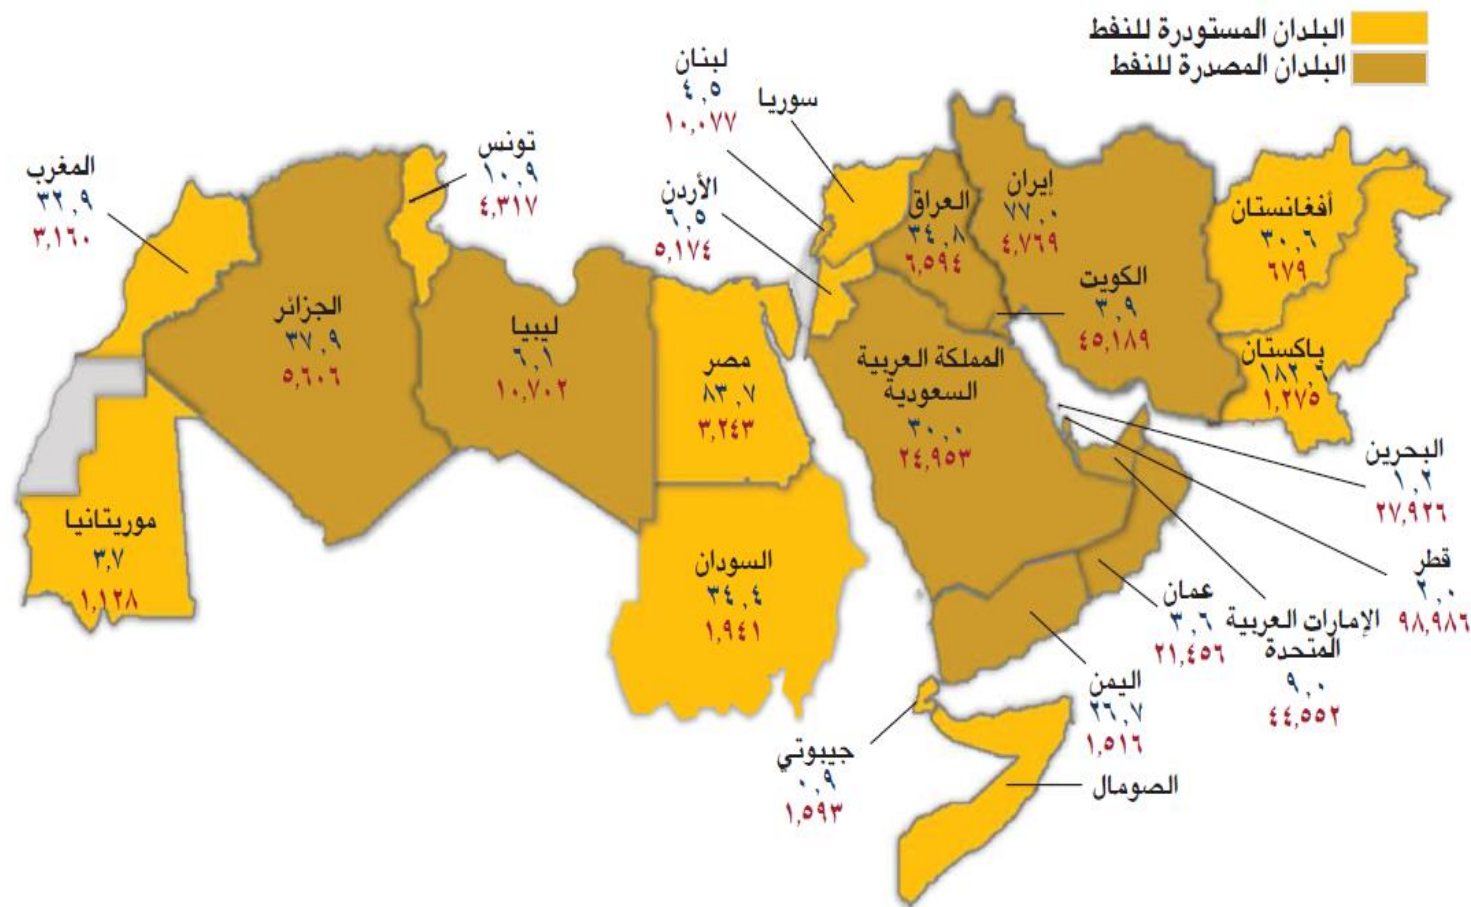 البلدان المستوردة للنفط
البلدان المصدرة للنفط
لبنان
٤,٥
١٠,٠٧٧
سوريا
تونس
١٠,٩
٤,٣١٧
المغرب
٣٢,٩
٣,١٦٠
الأردن
٦,٥
٥,١٧٤
العراق
٣٤,٨
٦,٥٩٤
إيران
٧٧,٠
٤,٧٦٩
أفغانستان
٣٠,٦
٦٧٩
الكويت
٣,٩
٤٥,١٨٩
الجزائر
٣٧,٩
٥,٦٠٦
ليبيا
٦,١
١٠,٧٠٢
مصر
٨٣,٧
٣,٢٤٣
المملكة العربية
السعودية
٣٠,٠
٢٤,٩٥٣
باكستان
١٨٢,٦
١,٢٧٥
البحرين
١,٢
٢٧,٩٢٦
موريتانيا
٣,٧
١,١٢٨
السودان
٣٤,٤
١,٩٤١
قطر
٢,٠
٩٨,٩٨٦
عمان
٣,٦
٢١,٤٥٦
الإمارات العربية
المتحدة
٩,٠
٤٤,٥٥٢
اليمن
٢٦,٧
١,٥١٦
جيبوتي
٠,٩
١,٥٩٣
الصومال